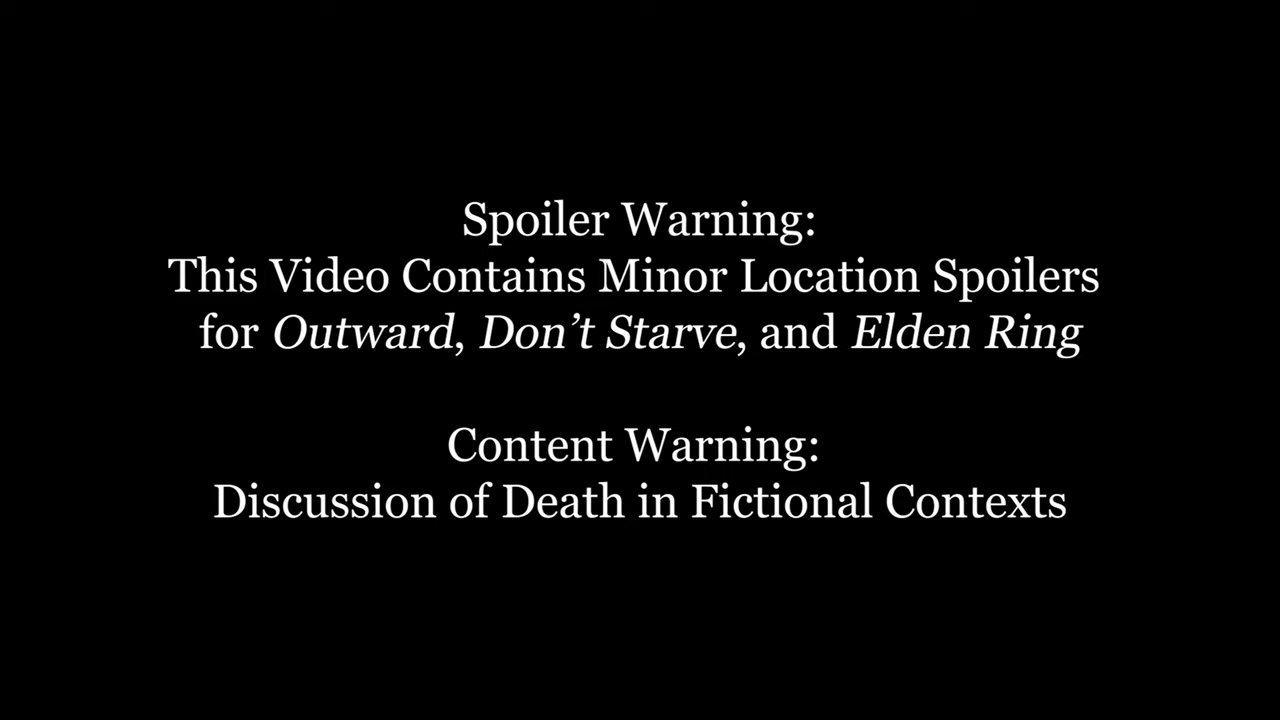 Spoiler Warning:
This Video Contains Minor Location Spoilers
for Outward, Don’t Starve, and Elden Ring
Content Warning:
Discussion of Death in Fictional Contexts